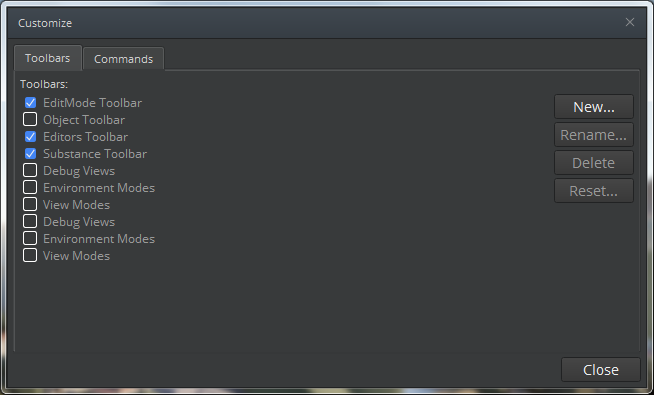 Customize
Toolbars
Commands
Toolbars:
EditMode Toolbar
Object Toolbar
Editors Toolbar
Substance Toolbar
Debug Views
Environment Modes
View Modes
Debug Views
Environment Modes
View Modes
New...
Rename...
Delete
Reset...
Close